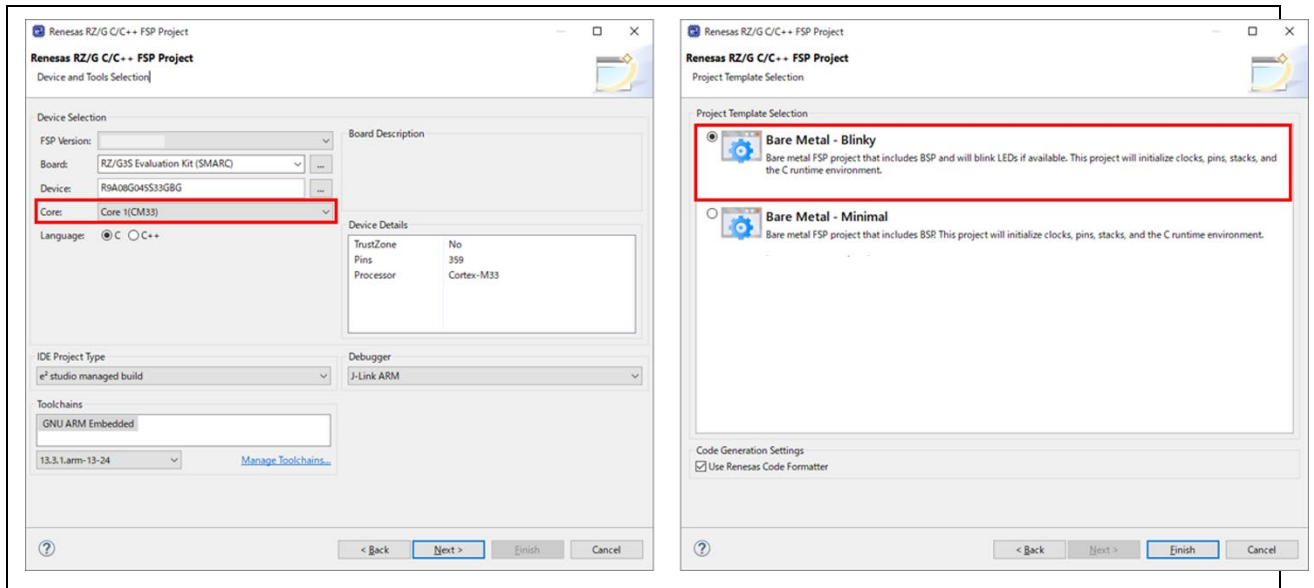 Renesas RZ/G C/C++ FSP Project
Renesas RZ/G C/C++ FSP Project
Device and Tools Selection
Device Selection
FSP Version:
Board: RZ/G3S Evaluation Kit (SMARC) ...
Device: R9A08G045S33GBG ...
Core: Core 1(CM33)
Language: C C++
Board Description
Device Details
TrustZone No
Pins 359
Processor Cortex-M33
IDE Project Type
e² studio managed build
Debugger
J-Link ARM
Toolchains
GNU ARM Embedded
13.3.1.arm-13-24 Manage Toolchains...
? < Back Next > Finish Cancel
Renesas RZ/G C/C++ FSP Project
Renesas RZ/G C/C++ FSP Project
Project Template Selection
Project Template Selection
Bare Metal - Blinky
Bare metal FSP project that includes BSP and will blink LEDs if available. This project will initialize clocks, pins, stacks, and
the C runtime environment.
Bare Metal - Minimal
Bare metal FSP project that includes BSP. This project will initialize clocks, pins, stacks, and the C runtime environment.
Code Generation Settings
Use Renesas Code Formatter
? < Back Next > Finish Cancel